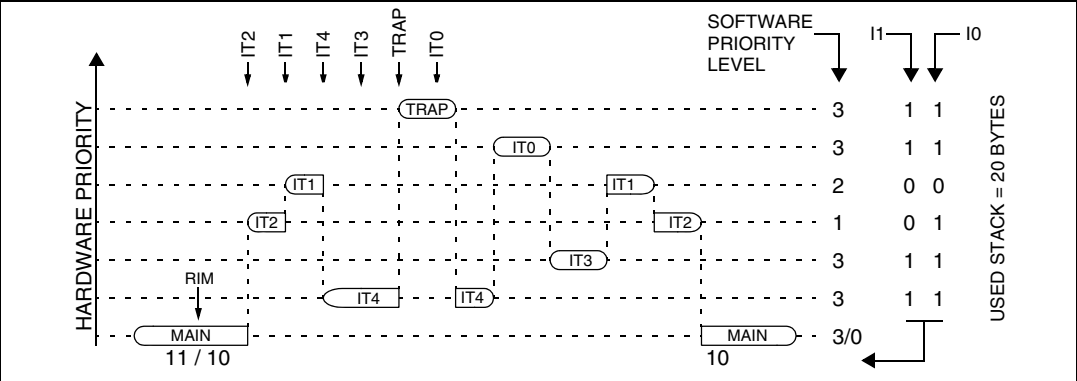 IT2
IT1
IT4
IT3
TRAP
IT0
SOFTWARE
PRIORITY
LEVEL
I1
I0
HARDWARE PRIORITY
TRAP
3
1 1
IT0
3
1 1
IT1
IT1
2
0 0
IT2
IT2
1
0 1
IT3
3
1 1
RIM
IT4
IT4
3
1 1
MAIN
MAIN
3/0
11 / 10
10
USED STACK = 20 BYTES